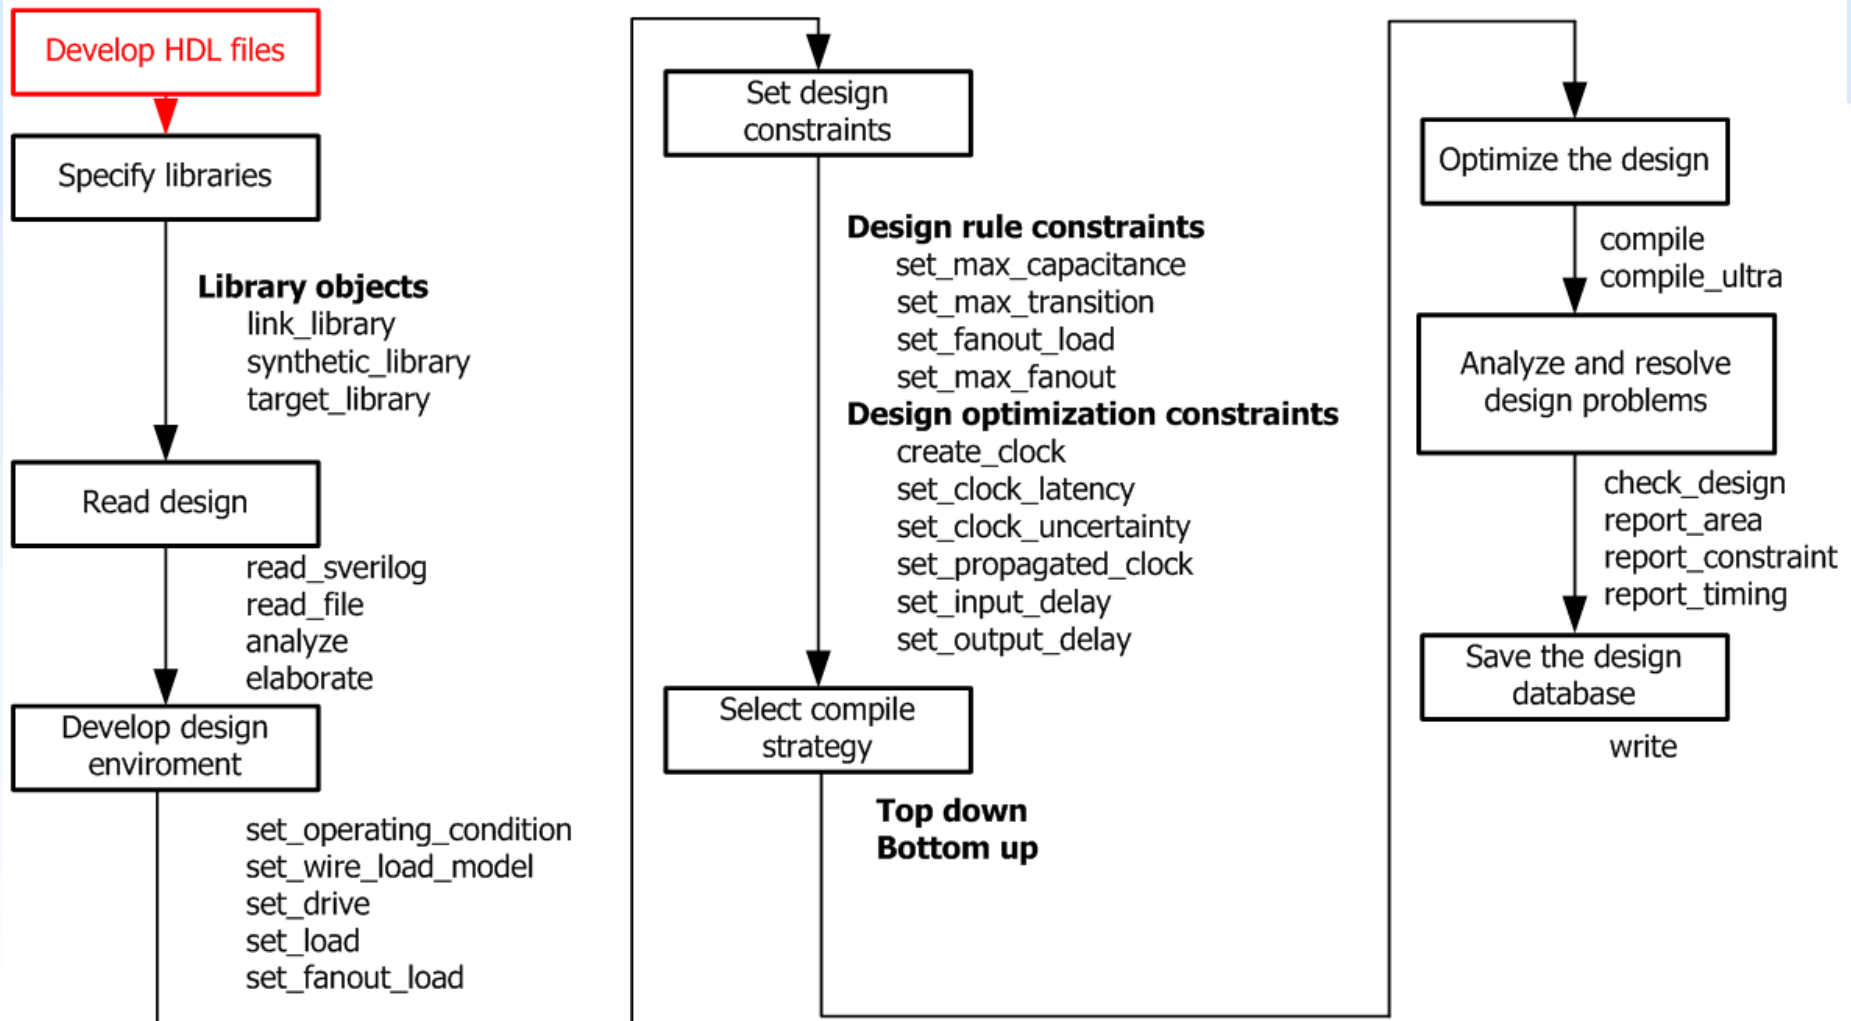 Develop HDL files
Specify libraries
Library objects
link_library
synthetic_library
target_library
Read design
read_sverilog
read_file
analyze
elaborate
Develop design
enviroment
set_operating_condition
set_wire_load_model
set_drive
set_load
set_fanout_load
Set design
constraints
Design rule constraints
set_max_capacitance
set_max_transition
set_fanout_load
set_max_fanout
Design optimization constraints
create_clock
set_clock_latency
set_clock_uncertainty
set_propagated_clock
set_input_delay
set_output_delay
Select compile
strategy
Top down
Bottom up
Optimize the design
compile
compile_ultra
Analyze and resolve
design problems
check_design
report_area
report_constraint
report_timing
Save the design
database
write